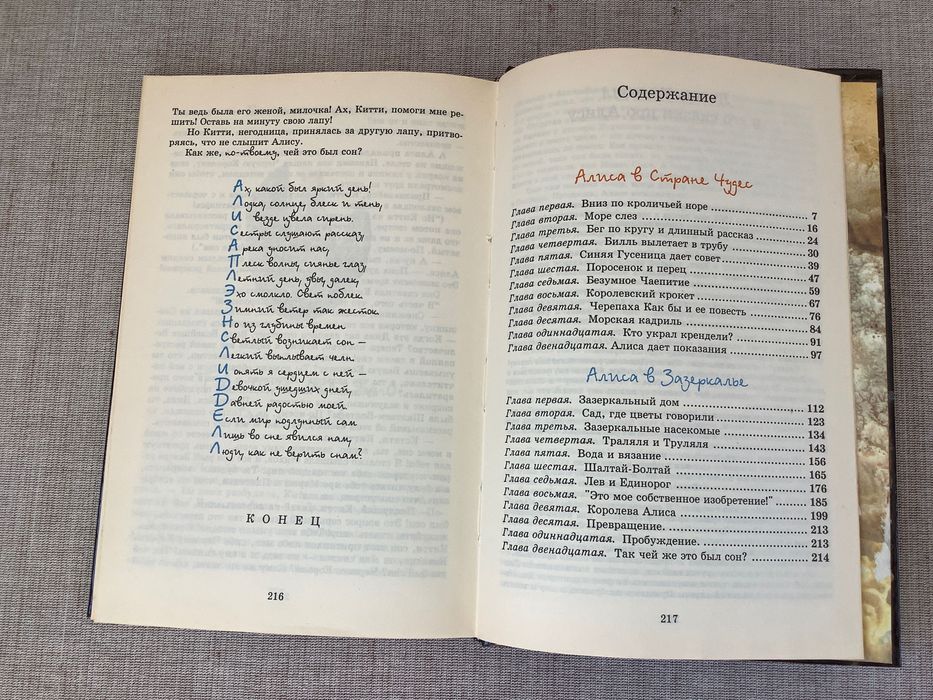 Ты ведь была его женой, милочка! Ах, Китти, помоги мне ре-
шить! Оставь на минуту свою лапу!
Но Китти, негодница, принялась за другую лапу, притво-
ряясь, что не слышит Алису.
Как же, по-твоему, чей это был сон?
Ах, какой был яркий день!
Лодка, солнце, блеск и тень,
И везде цвела сирень.
Сестры слушают рассказ,
А река уносит нас,
Плеск волны, сиянье глаз,
Летний день, увы, далек,
Эхо смолкло. Свет поблек.
Зимний ветер так жесток.
Но из глубины времен
Светлый возникает сон –
Легкий выплывает челн.
И опять я сердцем с ней –
Девочкой ушедших дней,
Давней радостью моей.
Если мир подлунный сам
Лишь во сне явился нам,
Люди, как не верить снам?
КОНЕЦ
216
Содержание
Алиса в Стране Чудес
Глава первая. Вниз по кроличьей норе 7
Глава вторая. Море слез 16
Глава третья. Бег по кругу и длинный рассказ 24
Глава четвертая. Билль вылетает в трубу 30
Глава пятая. Синяя Гусеница дает совет 39
Глава шестая. Поросенок и перец 47
Глава седьмая. Безумное Чаепитие 59
Глава восьмая. Королевский крокет 67
Глава девятая. Черепаха Как бы и ее повесть 76
Глава десятая. Морская кадриль 84
Глава одиннадцатая. Кто украл крендели? 91
Глава двенадцатая. Алиса дает показания 97
Алиса в Зазеркалье
Глава первая. Зазеркальный дом 112
Глава вторая. Сад, где цветы говорили 123
Глава третья. Зазеркальные насекомые 134
Глава четвертая. Траляля и Труляля 143
Глава пятая. Вода и вязание 156
Глава шестая. Шалтай-Болтай 165
Глава седьмая. Лев и Единорог 176
Глава восьмая. "Это мое собственное изобретение!" 185
Глава девятая. Королева Алиса 199
Глава десятая. Превращение. 213
Глава одиннадцатая. Пробуждение. 213
Глава двенадцатая. Так чей же это был сон? 214
217